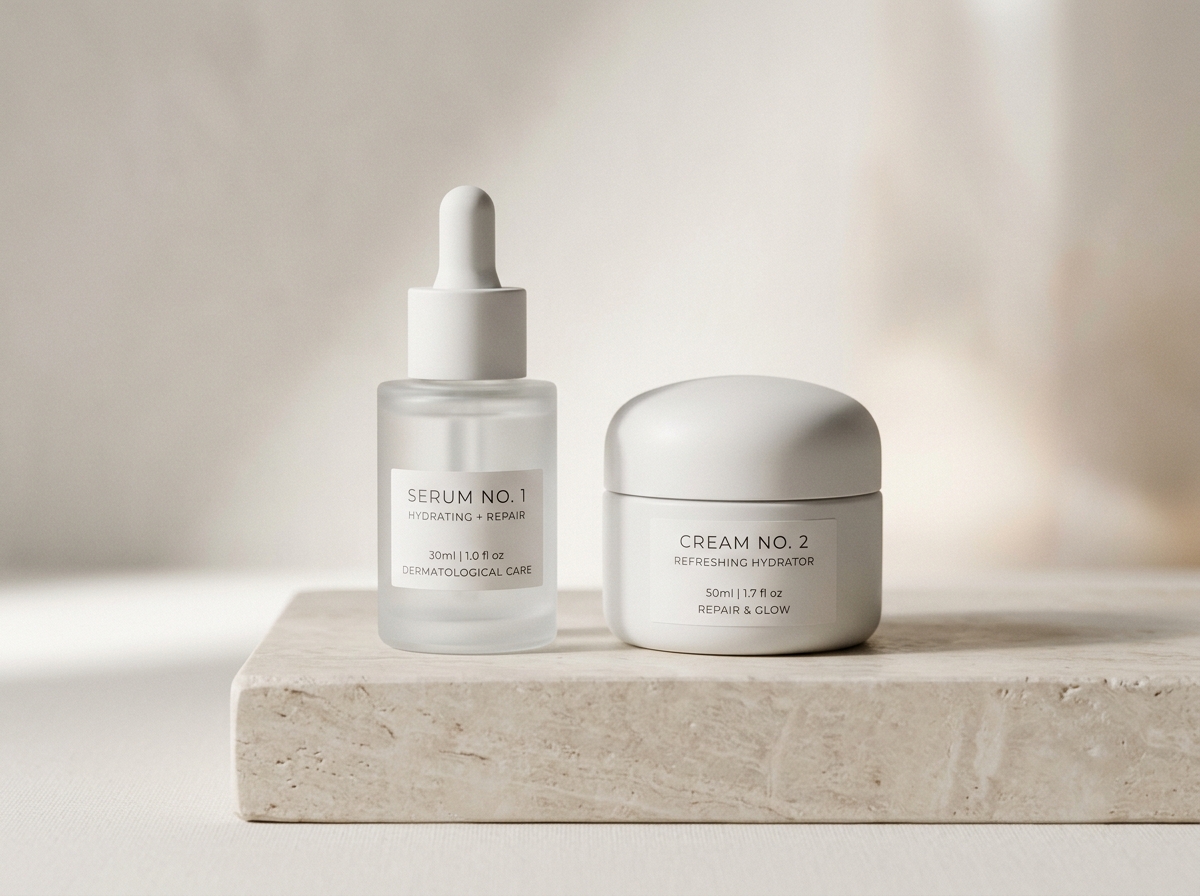 SERUM NO. 1
HYDRATING + REPAIR
30ml | 1.0 fl oz
DERMATOLOGICAL CARE
CREAM NO. 2
REFRESHING HYDRATOR
50ml | 1.7 fl oz
REPAIR & GLOW